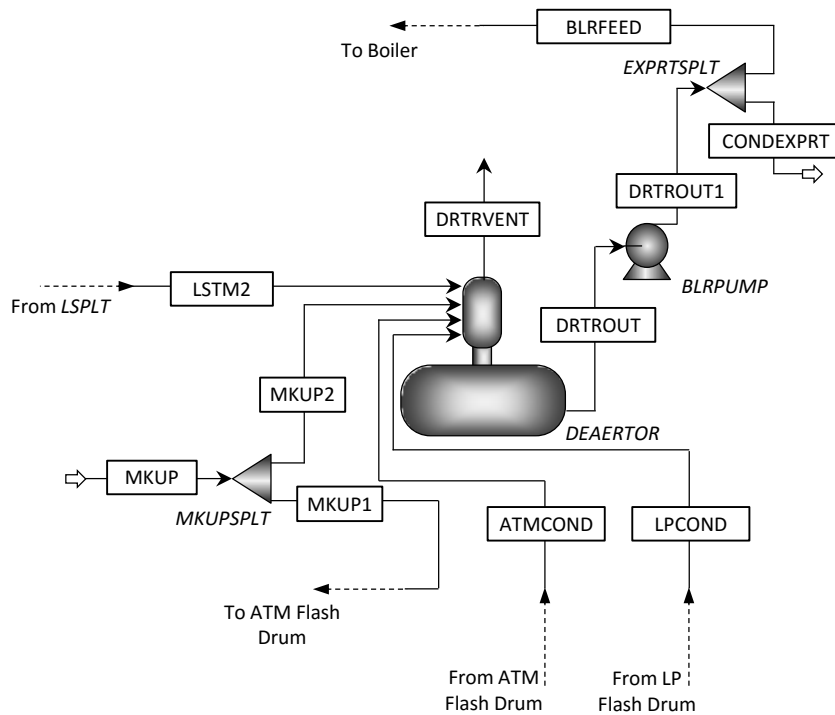 BLRFEED
To Boiler
EXPRTSPLT
CONDEXPRT
DRTROUT1
DRTRVENT
LSTM2
From LSPLT
BLRPUMP
DRTROUT
MKUP2
DEAERTOR
MKUP
MKUPSPLT
MKUP1
ATMCOND
LPCOND
To ATM Flash
Drum
From ATM
Flash Drum
From LP
Flash Drum